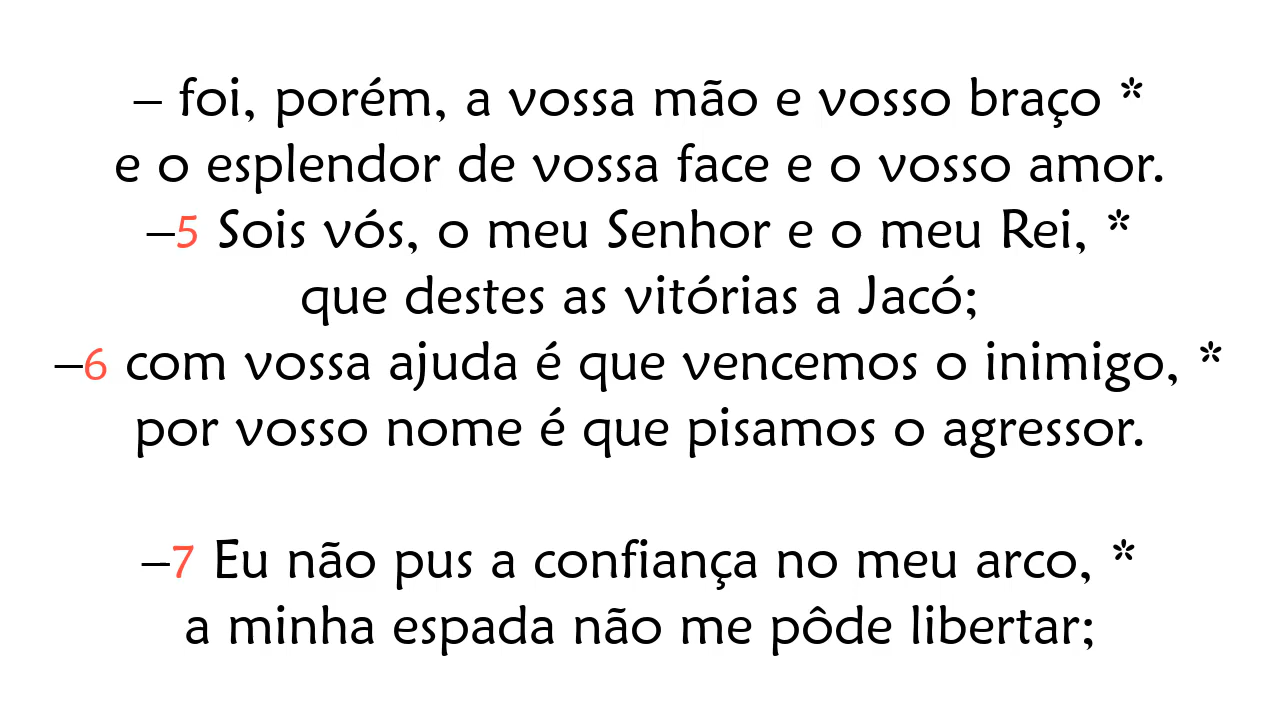 – foi, porém, a vossa mão e vosso braço *
e o esplendor de vossa face e o vosso amor.
–5 Sois vós, o meu Senhor e o meu Rei, *
que destes as vitórias a Jacó;
–6 com vossa ajuda é que vencemos o inimigo, *
por vosso nome é que pisamos o agressor.
–7 Eu não pus a confiança no meu arco, *
a minha espada não me pôde libertar;